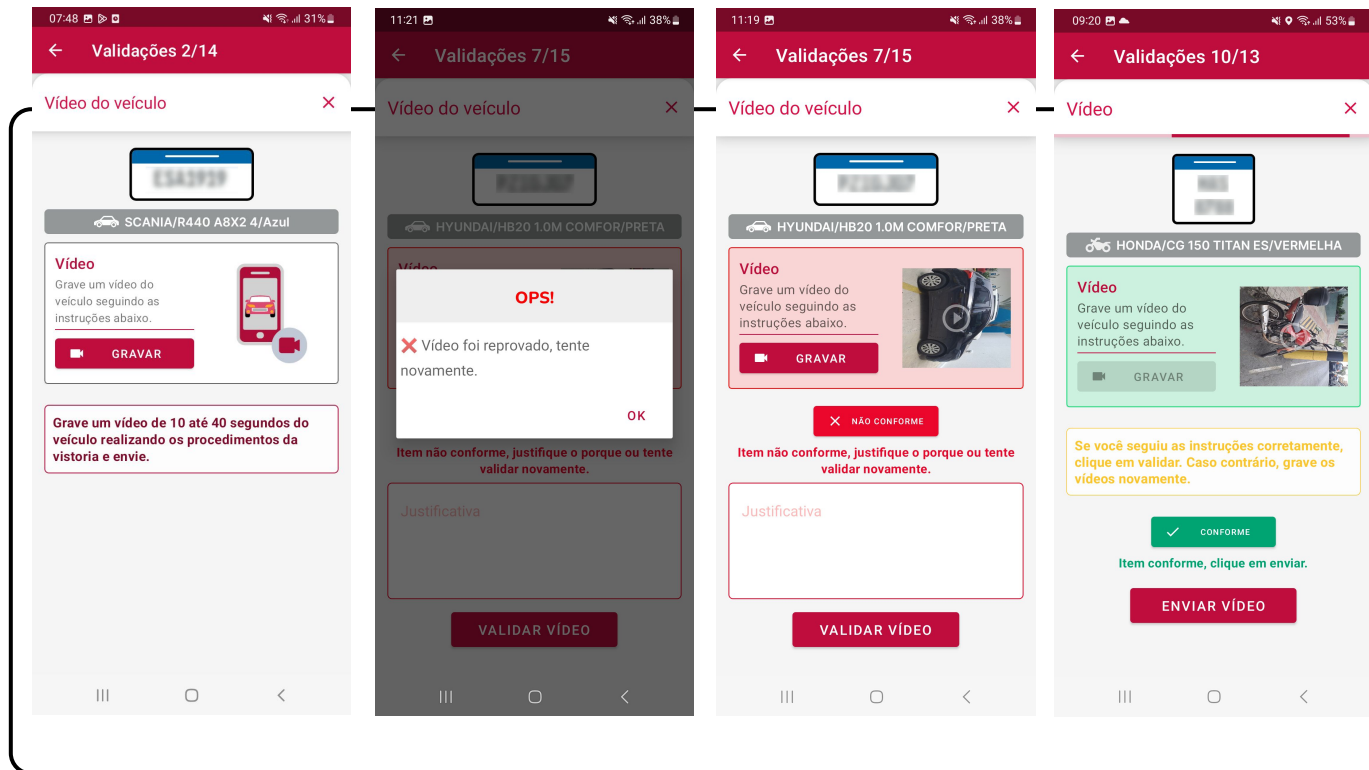 07:48 31%
Validações 2/14
Vídeo do veículo
SCANIA/R440 A8X2 4/Azul
Vídeo
Grave um vídeo do
veículo seguindo as
instruções abaixo.
GRAVAR
Grave um vídeo de 10 até 40 segundos do
veículo realizando os procedimentos da
vistoria e envie.
11:21 38%
Validações 7/15
Vídeo do veículo
HYUNDAI/HB20 1.0M COMFOR/PRETA
Vídeo
OPS!
Vídeo foi reprovado, tente
novamente.
OK
Item não conforme, justifique o porque ou tente
validar novamente.
Justificativa
VALIDAR VÍDEO
11:19 38%
Validações 7/15
Vídeo do veículo
HYUNDAI/HB20 1.0M COMFOR/PRETA
Vídeo
Grave um vídeo do
veículo seguindo as
instruções abaixo.
GRAVAR
NÃO CONFORME
Item não conforme, justifique o porque ou tente
validar novamente.
Justificativa
VALIDAR VÍDEO
09:20 53%
Validações 10/13
Vídeo
HONDA/CG 150 TITAN ES/VERMELHA
Vídeo
Grave um vídeo do
veículo seguindo as
instruções abaixo.
GRAVAR
Se você seguiu as instruções corretamente,
clique em validar. Caso contrário, grave os
vídeos novamente.
CONFORME
Item conforme, clique em enviar.
ENVIAR VÍDEO